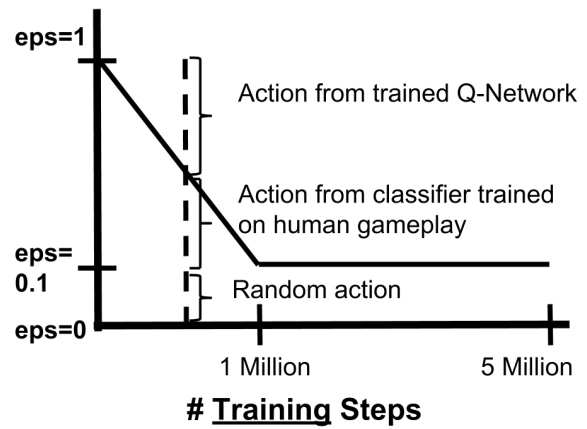 eps=1
Action from trained Q-Network
Action from classifier trained
on human gameplay
eps=
0.1
Random action
eps=0
1 Million
5 Million
# Training Steps